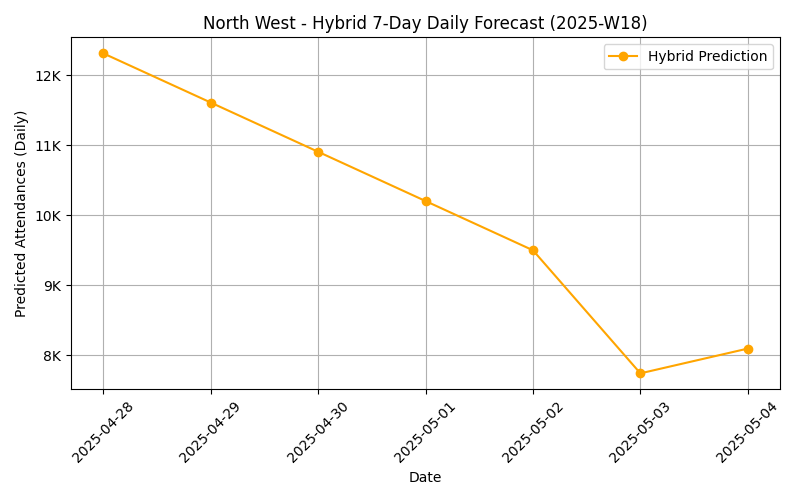 North West - Hybrid 7-Day Daily Forecast (2025-W18)
Hybrid Prediction
Predicted Attendances (Daily)
12K
11K
10K
9K
8K
2025-04-28
2025-04-29
2025-04-30
2025-05-01
2025-05-02
2025-05-03
2025-05-04
Date